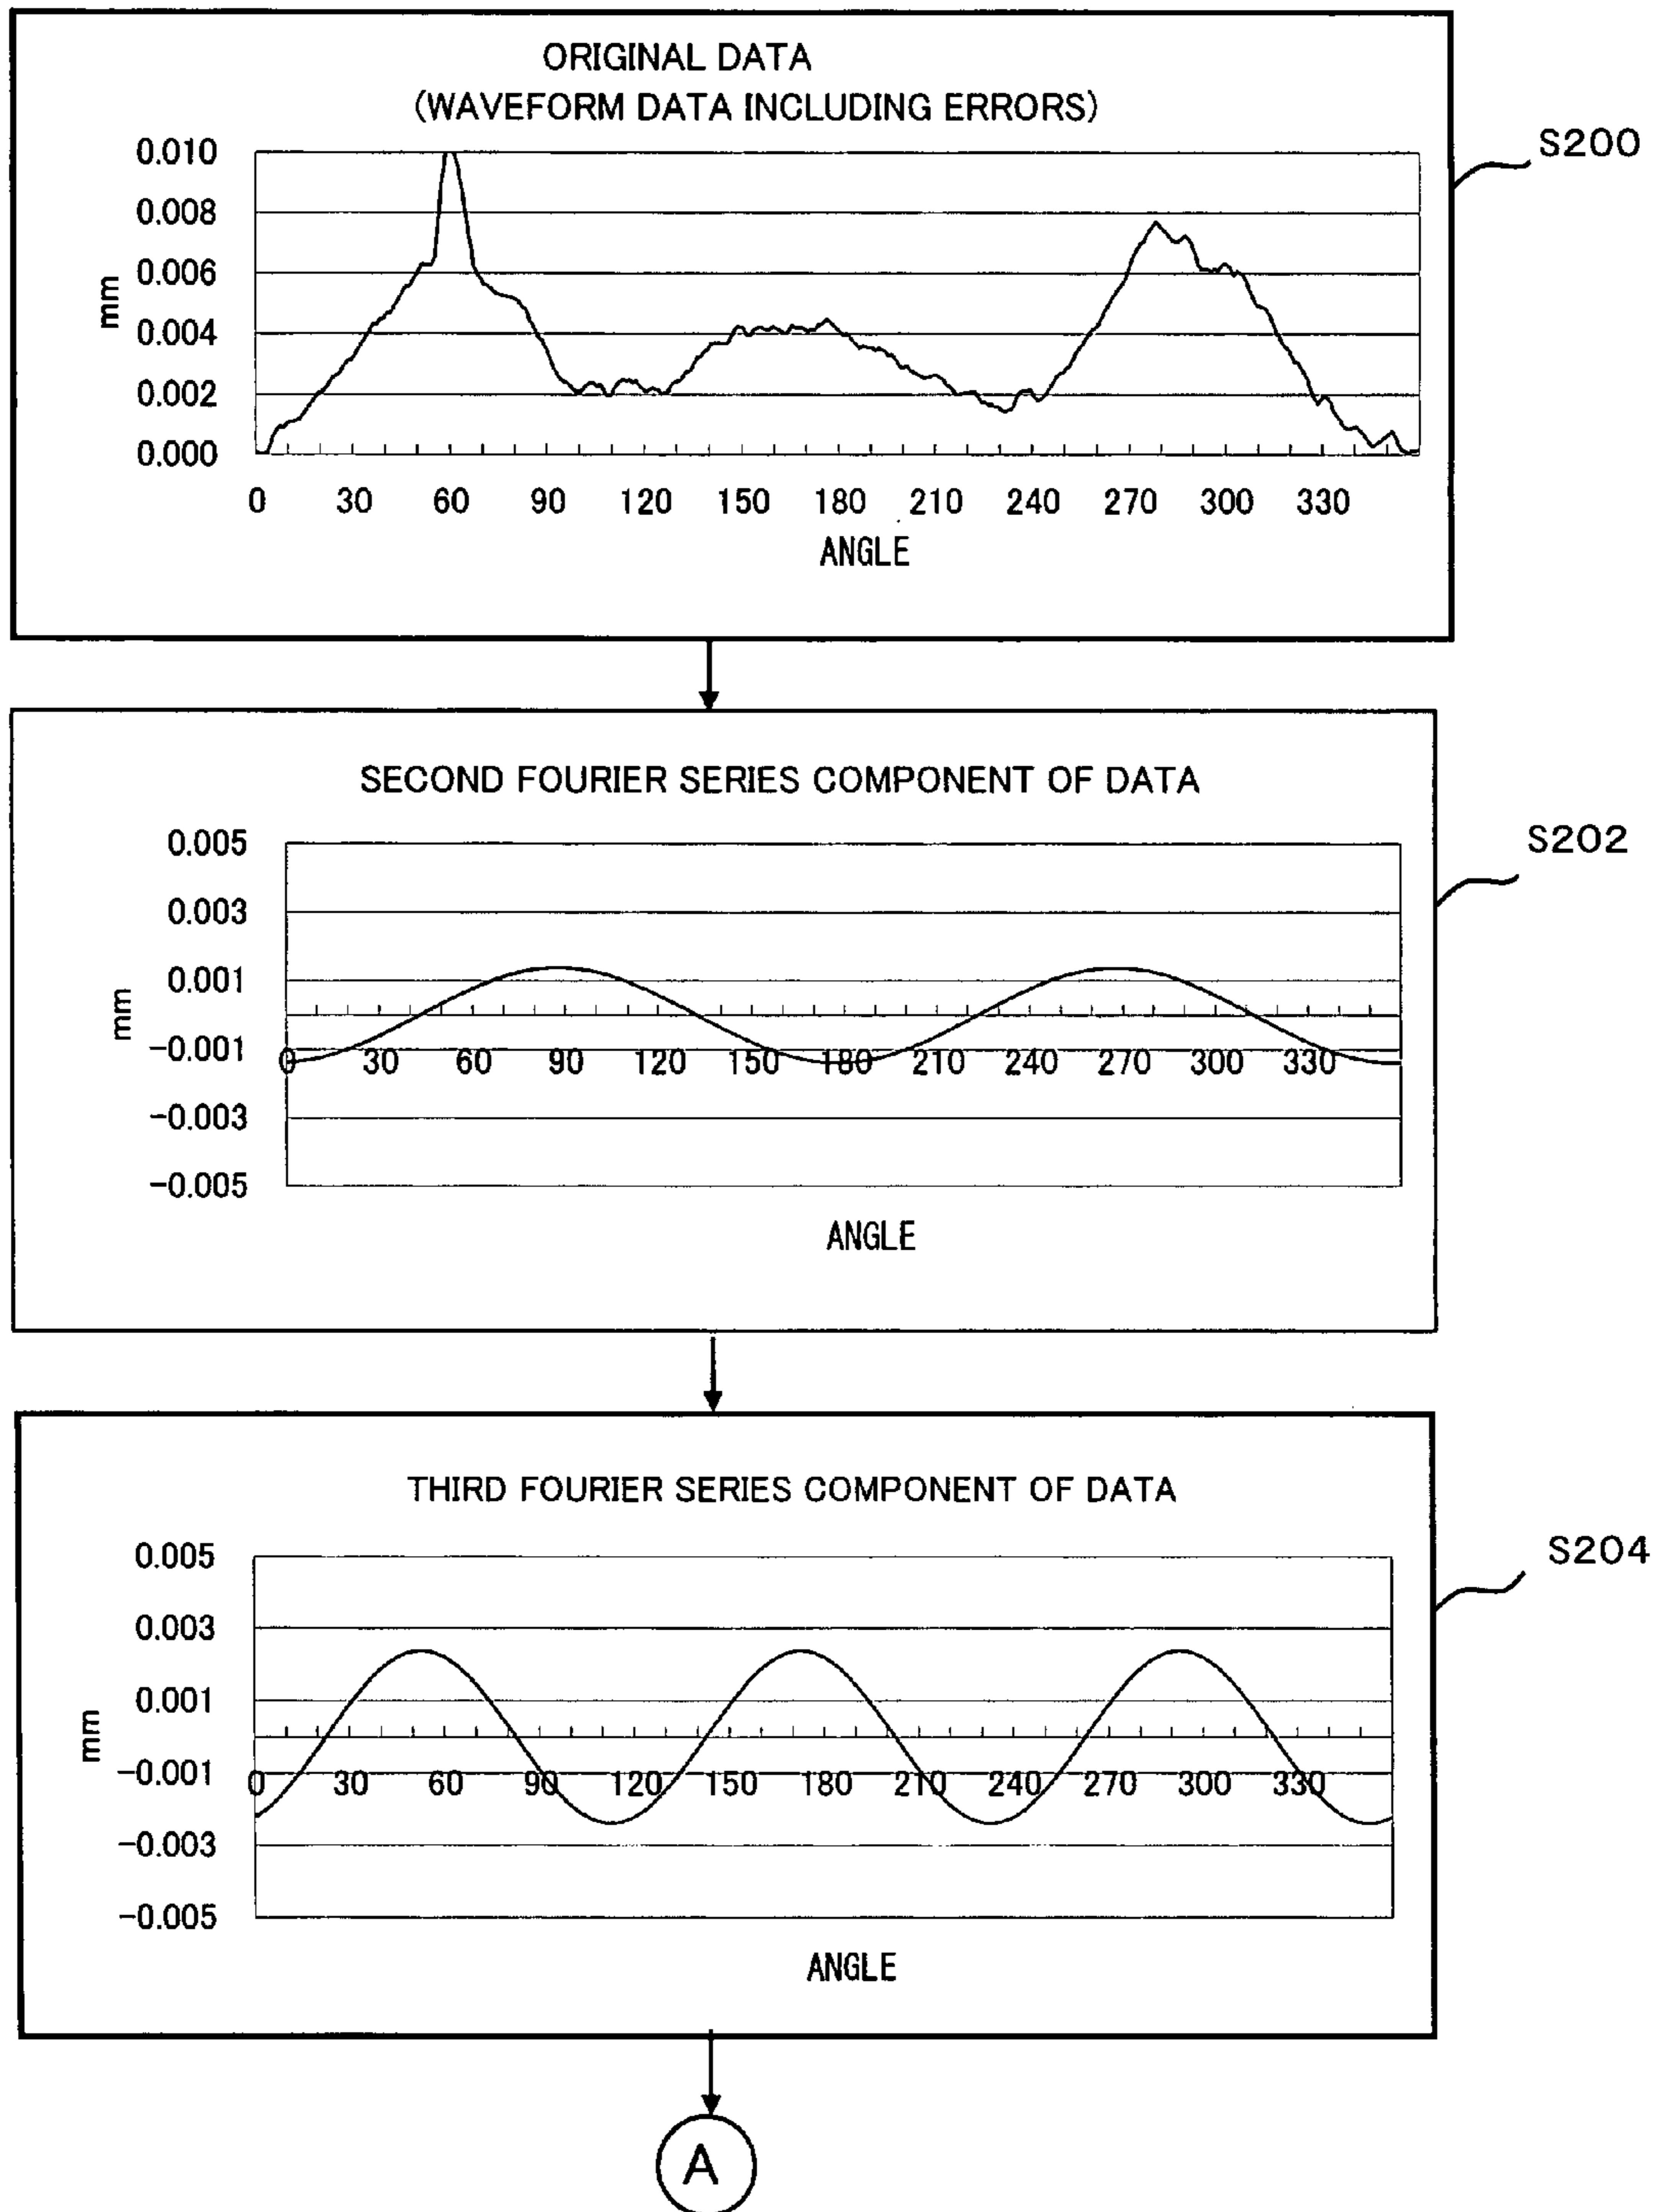 ORIGINAL DATA
(WAVEFORM DATA INCLUDING ERRORS)
S200
0.010
0.008
0.006
0.004
0.002
0.000
mm
0 30 60 90 120 150 180 210 240 270 300 330
ANGLE
SECOND FOURIER SERIES COMPONENT OF DATA
S202
0.005
0.003
0.001
-0.001
-0.003
-0.005
mm
0 30 60 90 120 150 180 210 240 270 300 330
ANGLE
THIRD FOURIER SERIES COMPONENT OF DATA
S204
0.005
0.003
0.001
-0.001
-0.003
-0.005
mm
0 30 60 90 120 150 180 210 240 270 300 330
ANGLE
A